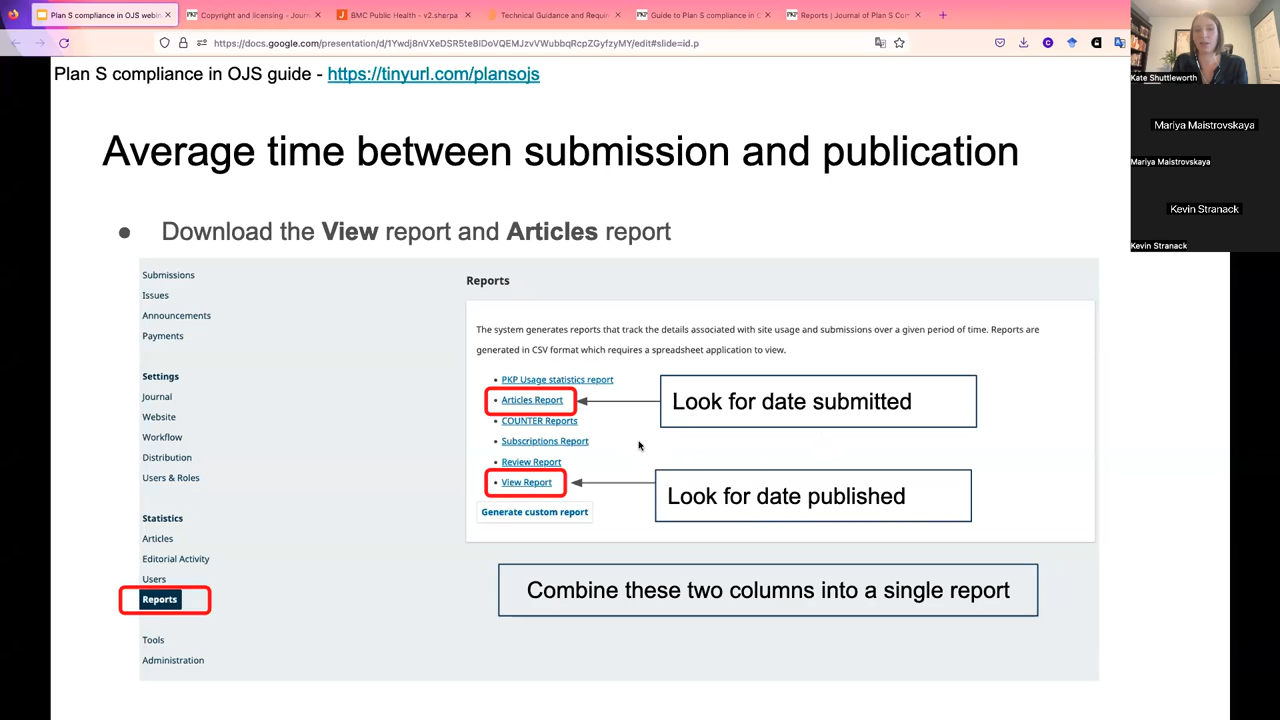 Plan S compliance in OJS webin
Copyright and licensing - Journ
BMC Public Health - v2.sherpa
Technical Guidance and Requir
Guide to Plan S compliance in O
Reports | Journal of Plan S Com
https://docs.google.com/presentation/d/1Ywdj8nVXeDSR5te8IDoVQEMJzvVWubbqRcpZGyfzyMY/edit#slide=id.p
Kate Shuttleworth
Mariya Maistrovskaya
Mariya Maistrovskaya
Kevin Stranack
Kevin Stranack
Plan S compliance in OJS guide - https://tinyurl.com/plansojs
Average time between submission and publication
● Download the View report and Articles report
Submissions
Issues
Announcements
Payments
Settings
Journal
Website
Workflow
Distribution
Users & Roles
Statistics
Articles
Editorial Activity
Users
Reports
Tools
Administration
Reports
The system generates reports that track the details associated with site usage and submissions over a given period of time. Reports are
generated in CSV format which requires a spreadsheet application to view.
• PKP Usage statistics report
• Articles Report
• COUNTER Reports
• Subscriptions Report
• Review Report
• View Report
Generate custom report
Look for date submitted
Look for date published
Combine these two columns into a single report